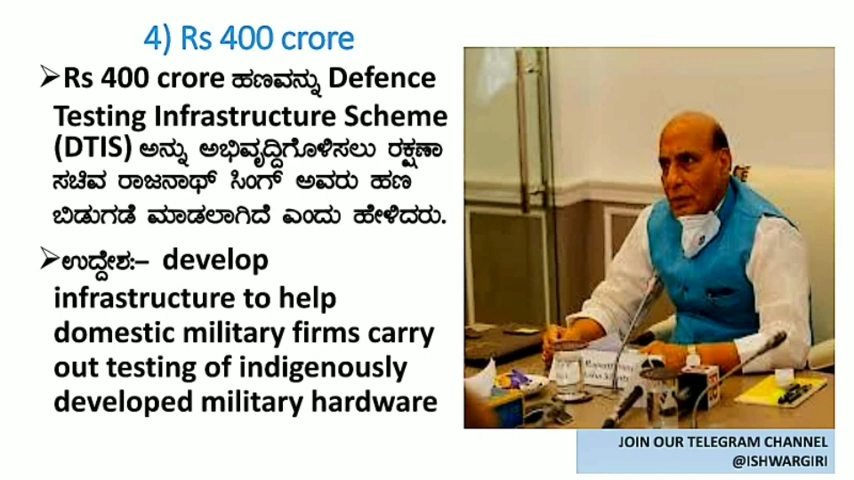 4) Rs 400 crore
➢Rs 400 crore ಹಣವನ್ನು Defence
Testing Infrastructure Scheme
(DTIS) ಅನ್ನು ಅಭಿವೃದ್ದಿಗೊಳಿಸಲು ರಕ್ಷಣಾ
ಸಚಿವ ರಾಜನಾಥ್ ಸಿಂಗ್ ಅವರು ಹಣ
ಬಿಡುಗಡೆ ಮಾಡಲಾಗಿದೆ ಎಂದು ಹೇಳಿದರು.
➢ಉದ್ದೇಶ:– develop
infrastructure to help
domestic military firms carry
out testing of indigenously
developed military hardware
JOIN OUR TELEGRAM CHANNEL
@ISHWARGIRI